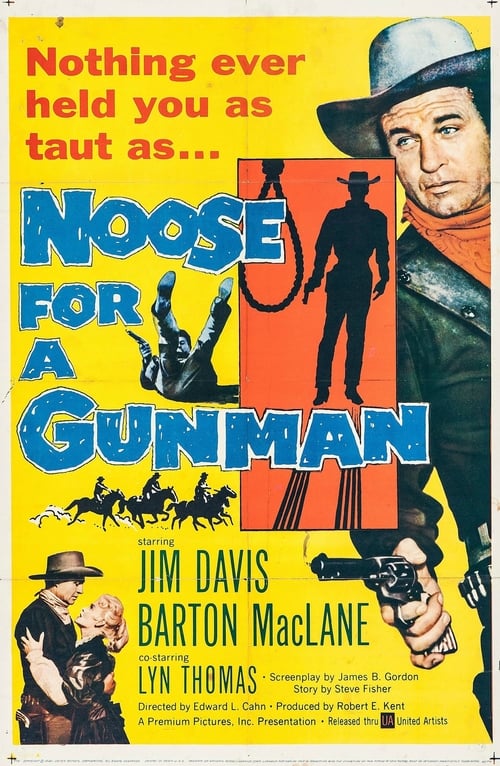 Nothing ever
held you as
taut as...
NOOSE
FOR
A
GUNMAN
starring
JIM DAVIS
BARTON MacLANE
co-starring
LYN THOMAS · Screenplay by James B. Gordon
Story by Steve Fisher
Directed by Edward L. Cahn · Produced by Robert E. Kent
A Premium Pictures, Inc. Presentation · Released thru UA United Artists